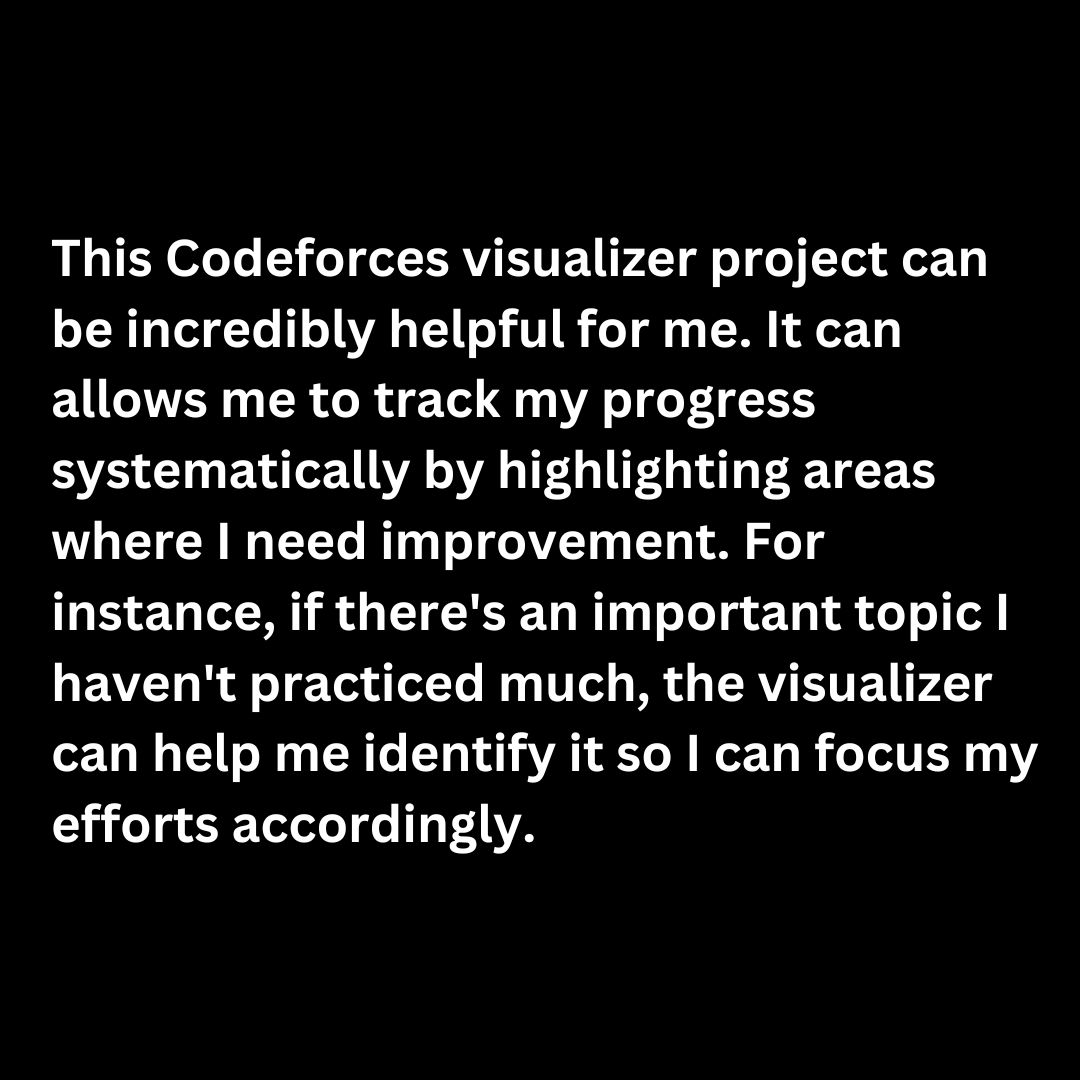 This Codeforces visualizer project can
be incredibly helpful for me. It can
allows me to track my progress
systematically by highlighting areas
where I need improvement. For
instance, if there's an important topic I
haven't practiced much, the visualizer
can help me identify it so I can focus my
efforts accordingly.